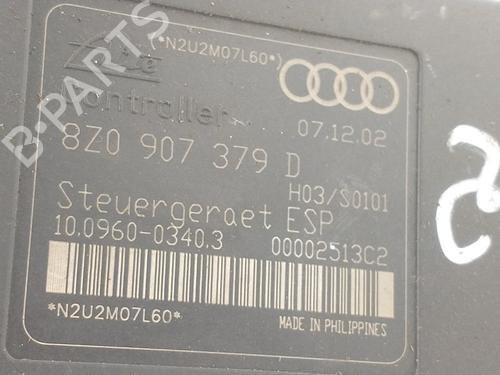 *N2U2M07L60*
Controller
07.12.02
8Z0 907 379 D
H03/S0101
Steuergeraet ESP
10.0960-0340.3
00002513C2
*N2U2M07L60*
MADE IN PHILIPPINES
B-PARTS